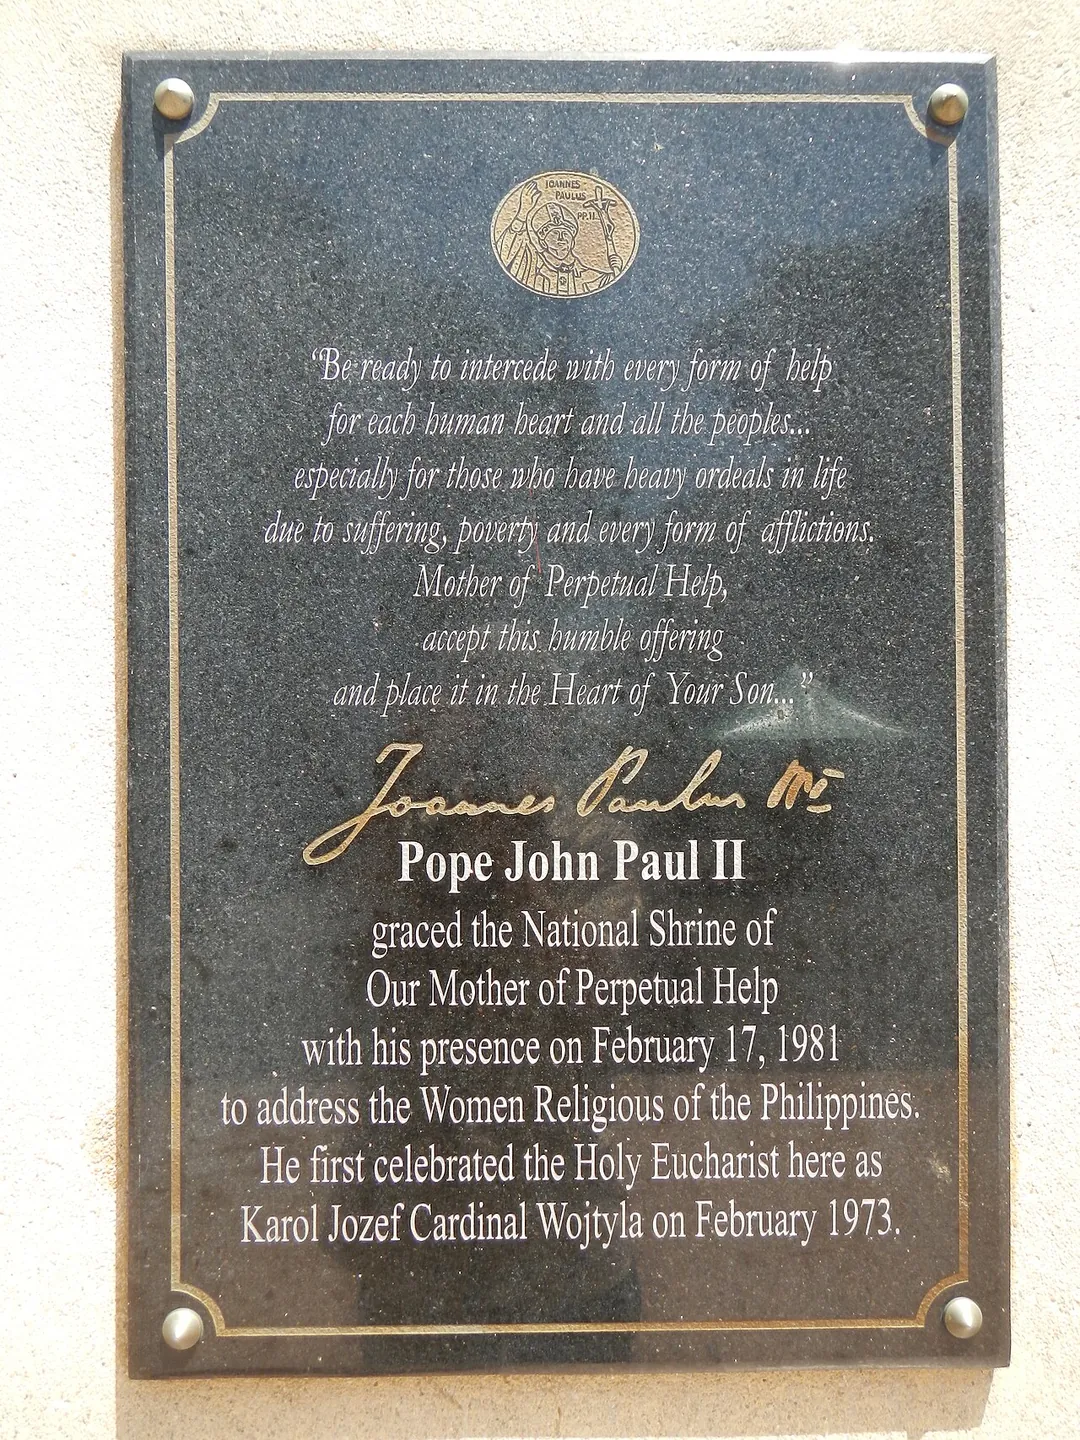 JOANNES
PAULUS
PP.II.
“Be ready to intercede with every form of help
for each human heart and all the peoples...
especially for those who have heavy ordeals in life
due to suffering, poverty and every form of afflictions.
Mother of Perpetual Help,
accept this humble offering
and place it in the Heart of Your Son...”
Joannes Paulus
Pope John Paul II
graced the National Shrine of
Our Mother of Perpetual Help
with his presence on February 17, 1981
to address the Women Religious of the Philippines.
He first celebrated the Holy Eucharist here as
Karol Jozef Cardinal Wojtyla on February 1973.